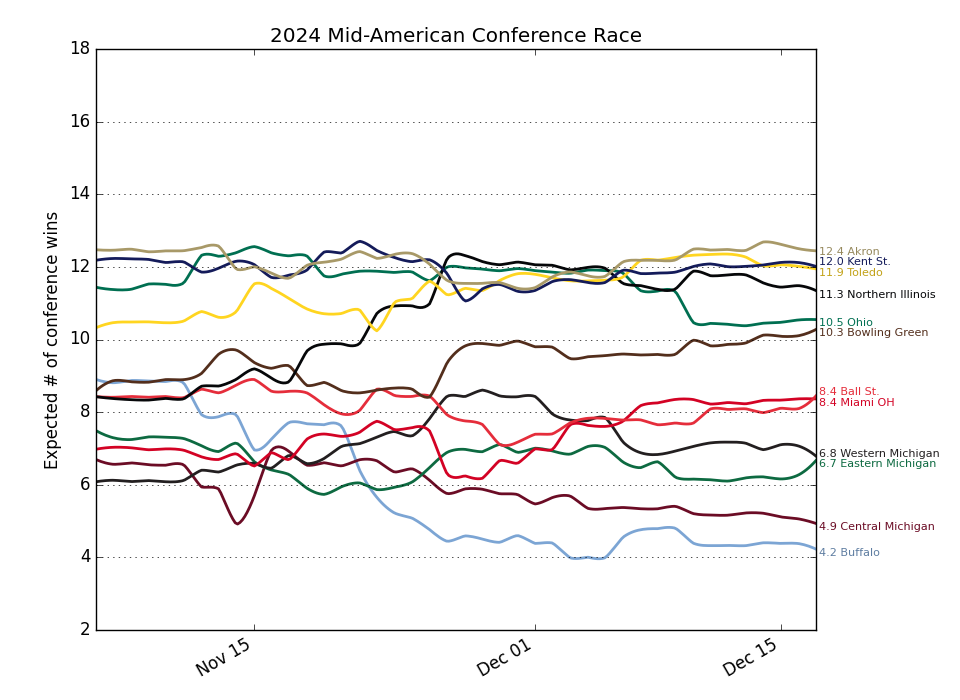 2024 Mid-American Conference Race
Expected # of conference wins
18
16
14
12
10
8
6
4
2
Nov 15
Dec 01
Dec 15
12.4 Akron
12.0 Kent St.
11.9 Toledo
11.3 Northern Illinois
10.5 Ohio
10.3 Bowling Green
8.4 Ball St.
8.4 Miami OH
6.8 Western Michigan
6.7 Eastern Michigan
4.9 Central Michigan
4.2 Buffalo